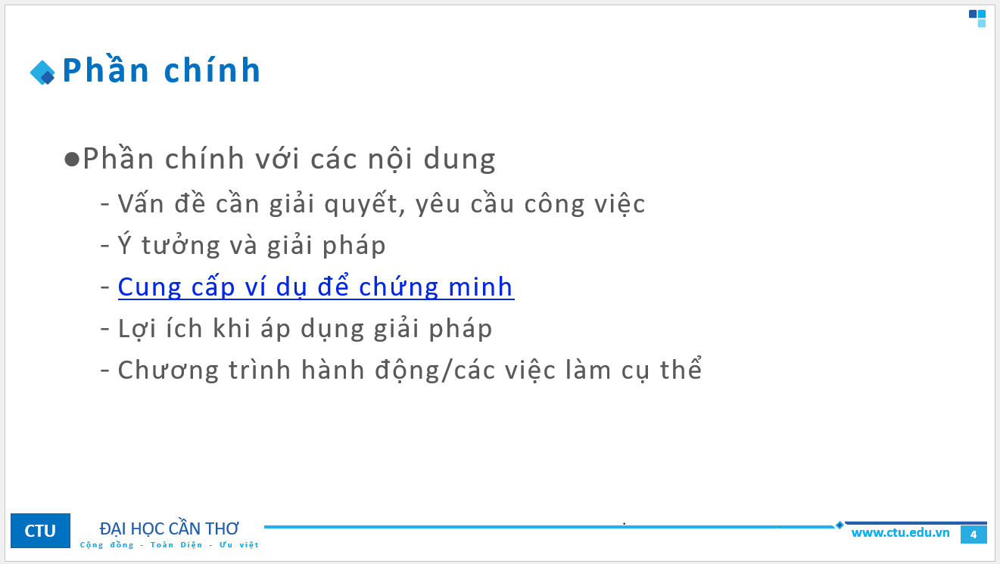 Phần chính
●Phần chính với các nội dung
- Vấn đề cần giải quyết, yêu cầu công việc
- Ý tưởng và giải pháp
- Cung cấp ví dụ để chứng minh
- Lợi ích khi áp dụng giải pháp
- Chương trình hành động/các việc làm cụ thể
CTU
ĐẠI HỌC CẦN THƠ
Cộng đồng - Toàn Diện - Ưu việt
www.ctu.edu.vn
4